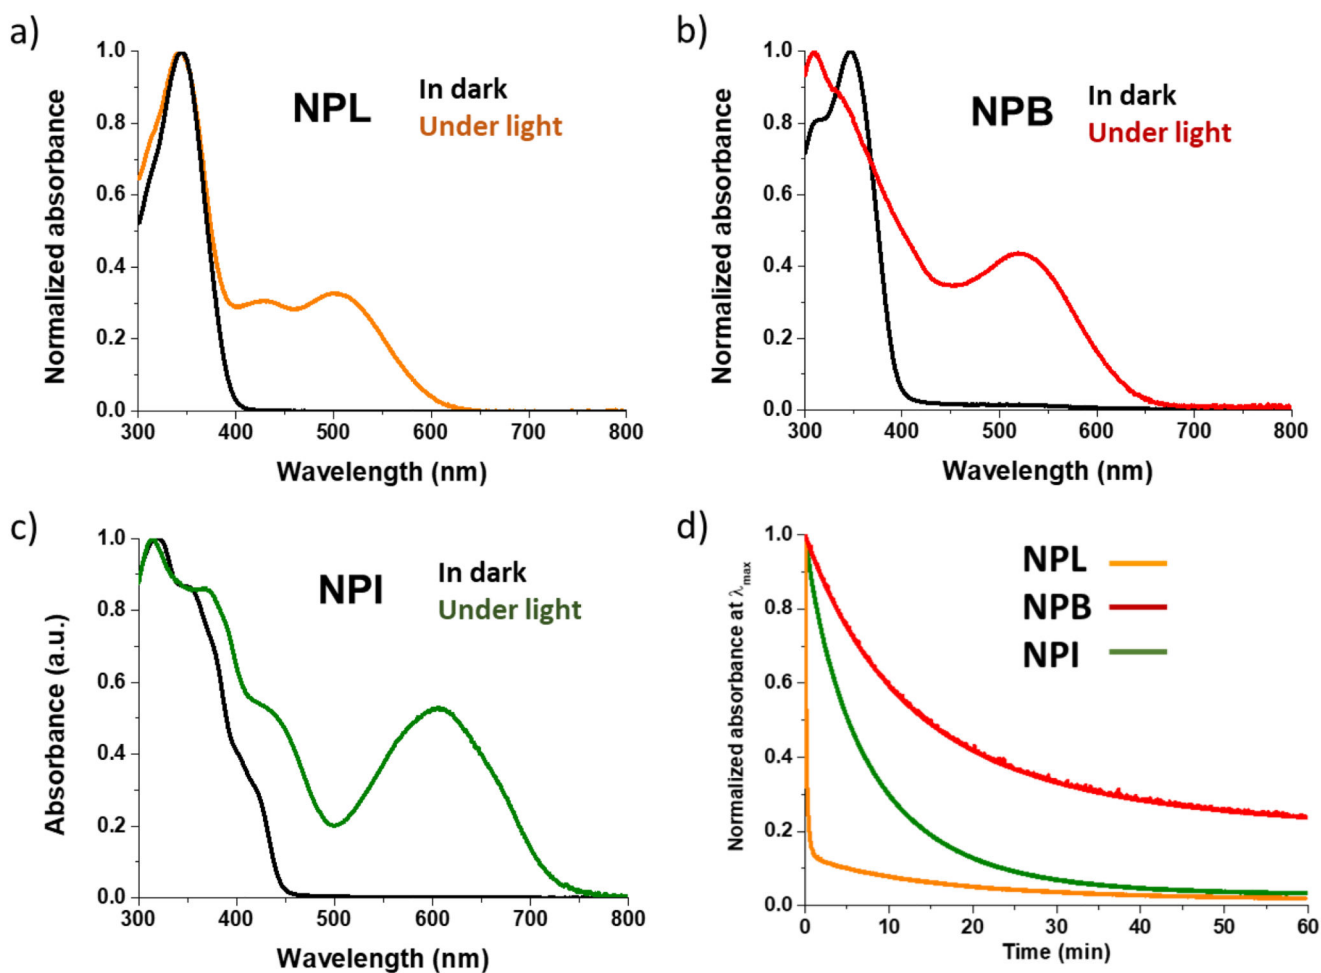 a)
NPL
In dark
Under light
Normalized absorbance
1.0
0.8
0.6
0.4
0.2
0.0
300 400 500 600 700 800
Wavelength (nm)
b)
NPB
In dark
Under light
Normalized absorbance
1.0
0.8
0.6
0.4
0.2
0.0
300 400 500 600 700 800
Wavelength (nm)
c)
NPI
In dark
Under light
Absorbance (a.u.)
1.0
0.8
0.6
0.4
0.2
0.0
300 400 500 600 700 800
Wavelength (nm)
d)
NPL
NPB
NPI
Normalized absorbance at λmax
1.0
0.8
0.6
0.4
0.2
0.0
0 10 20 30 40 50 60
Time (min)